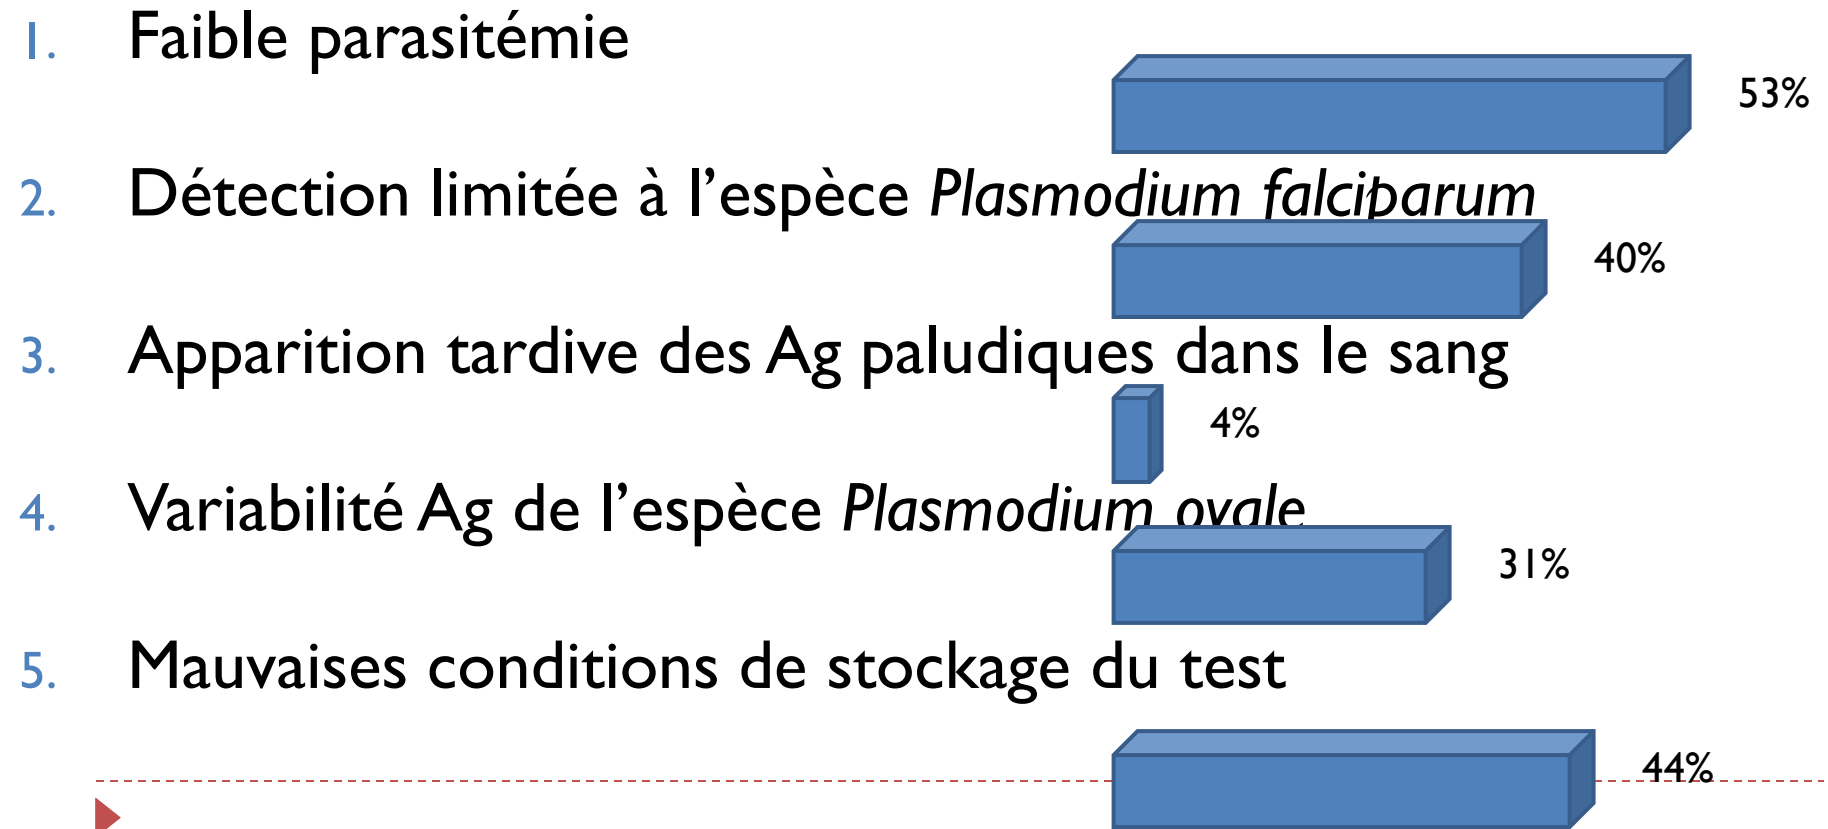 1. Faible parasitémie
53%
2. Détection limitée à l’espèce Plasmodium falciparum
40%
3. Apparition tardive des Ag paludiques dans le sang
4%
4. Variabilité Ag de l’espèce Plasmodium ovale
31%
5. Mauvaises conditions de stockage du test
44%